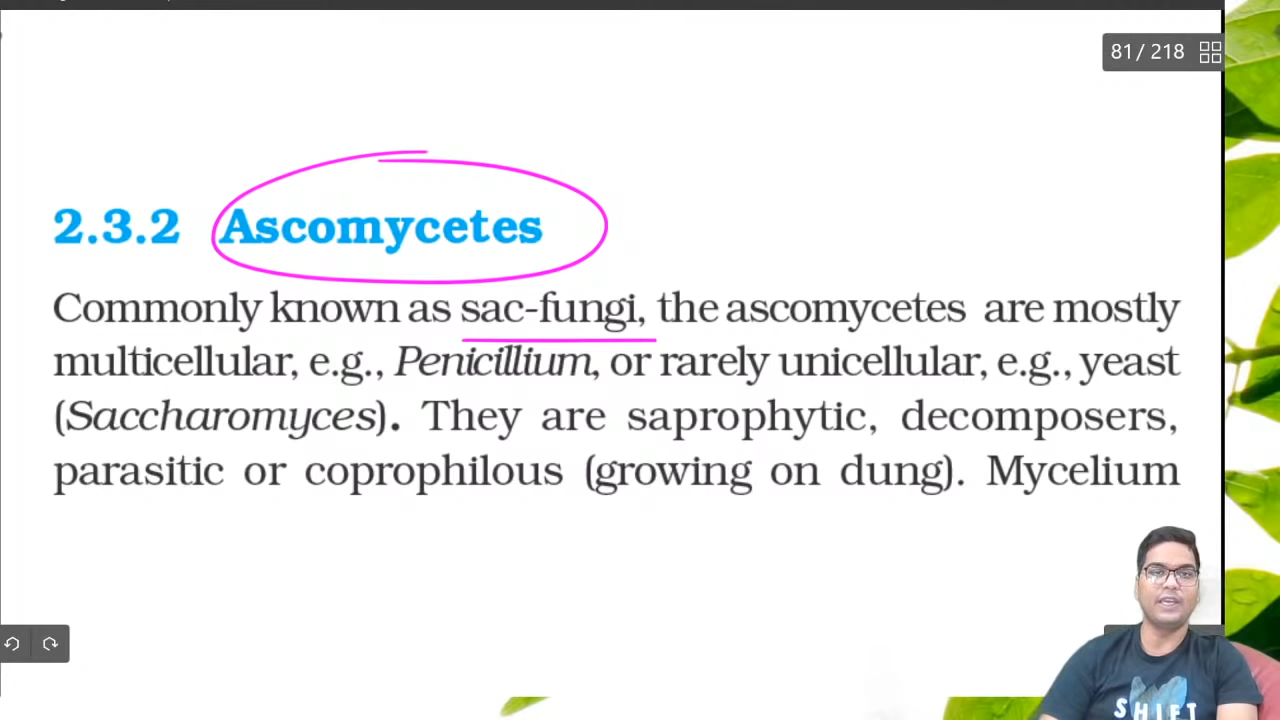 81 / 218
2.3.2 Ascomycetes
Commonly known as sac-fungi, the ascomycetes are mostly
multicellular, e.g., Penicillium, or rarely unicellular, e.g., yeast
(Saccharomyces). They are saprophytic, decomposers,
parasitic or coprophilous (growing on dung). Mycelium
SHIFT